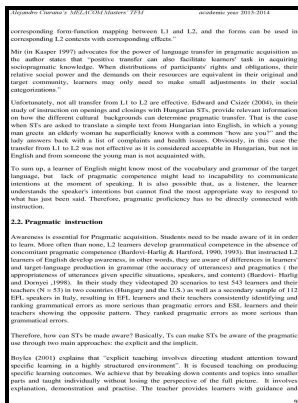 Alejandro Curado's MELACOM Masters' TFM academic year 2013-2014
corresponding form-function mapping between L1 and L2, and the forms can be used in
corresponding L2 contexts with corresponding effects."
Mir (in Kasper 1997) advocates for the power of language transfer in pragmatic acquisition as
the author states that "positive transfer can also facilitate learners' task in acquiring
sociopragmatic knowledge. When distributions of participants' rights and obligations, their
relative social power and the demands on their resources are equivalent in their original and
target community, learners may only need to make small adjustments in their social
categorizations."
Unfortunately, not all transfer from L1 to L2 are effective. Edward and Csizér (2004), in their
study of instruction on openings and closings with Hungarian STs, provide relevant information
on how the different cultural backgrounds can determine pragmatic transfer. That is the case
when STs are asked to translate a simple text from Hungarian into English, in which a young
man greets an elderly woman he superficially knows with a common "how are you?" and the
lady answers back with a list of complaints and health issues. Obviously, in this case the
transfer from L1 to L2 was not effective as it is considered acceptable in Hungarian, but not in
English and from someone the young man is not acquainted with.
To sum up, a learner of English might know most of the vocabulary and grammar of the target
language, but lack of pragmatic competence might lead to incapability to communicate
intentions at the moment of speaking. It is also possible that, as a listener, the learner
understands the speaker's intentions but cannot find the most appropriate way to respond to
what has just been said. Therefore, pragmatic proficiency has to be directly connected with
instruction.
2.2. Pragmatic instruction
Awareness is essential for Pragmatic acquisition. Students need to be made aware of it in order
to learn. More often than none, L2 learners develop grammatical competence in the absence of
concomitant pragmatic competence (Bardovi-Harlig & Hartford, 1990, 1993). But instructed L2
learners of English develop awareness, in other words, they are aware of differences in learners'
and target-language production in grammar (the accuracy of utterances) and pragmatics ( the
appropriateness of utterances given specific situations, speakers, and content) (Bardovi- Harlig
and Dornyei ,1998). In their study they videotaped 20 scenarios to test 543 learners and their
teachers (N = 53) in two countries (Hungary and the U.S.) as well as a secondary sample of 112
EFL speakers in Italy, resulting in EFL learners and their teachers consistently identifying and
ranking grammatical errors as more serious than pragmatic errors and ESL learners and their
teachers showing the opposite pattern. They ranked pragmatic errors as more serious than
grammatical errors.
Therefore, how can STs be made aware? Basically, Ts can make STs be aware of the pragmatic
use through two main approaches: the explicit and the implicit.
Boyles (2001) explains that "explicit teaching involves directing student attention toward
specific learning in a highly structured environment". It is focused teaching on producing
specific learning outcomes. We achieve that by breaking down contents and topics into smaller
parts and taught individually without losing the perspective of the full picture. It involves
explanation, demonstration and practise. The teacher provides learners with guidance and